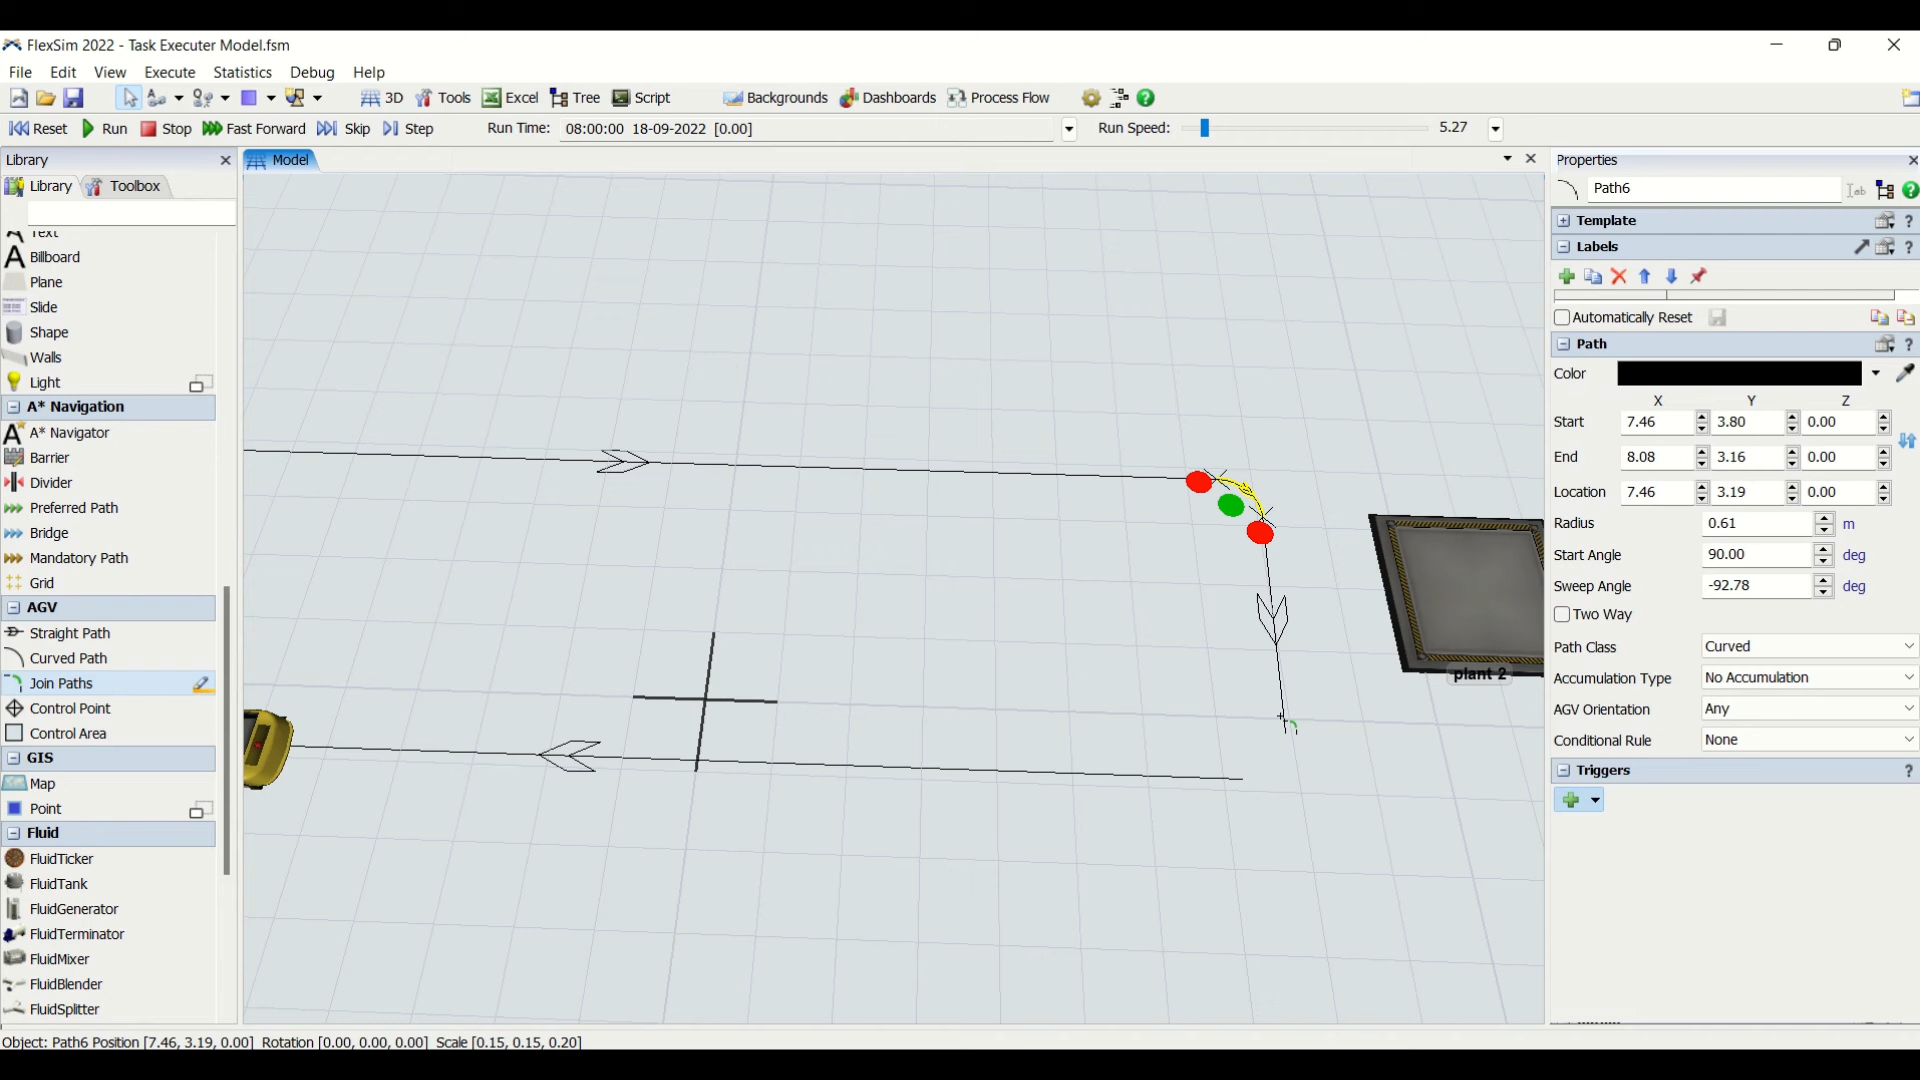 FlexSim 2022 - Task Executer Model.fsm
File Edit View Execute Statistics Debug Help
3D Tools Excel Tree Script Backgrounds Dashboards Process Flow
Reset Run Stop Fast Forward Skip Step Run Time: 08:00:00 18-09-2022 [0.00] Run Speed: 5.27
Library
Library Toolbox
Text
Billboard
Plane
Slide
Shape
Walls
Light
A* Navigation
A* Navigator
Barrier
Divider
Preferred Path
Bridge
Mandatory Path
Grid
AGV
Straight Path
Curved Path
Join Paths
Control Point
Control Area
GIS
Map
Point
Fluid
FluidTicker
FluidTank
FluidGenerator
FluidTerminator
FluidMixer
FluidBlender
FluidSplitter
Model
plant 2
Properties
Path6
Template
Labels
Automatically Reset
Path
Color
X Y Z
Start 7.46 3.80 0.00
End 8.08 3.16 0.00
Location 7.46 3.19 0.00
Radius 0.61 m
Start Angle 90.00 deg
Sweep Angle -92.78 deg
Two Way
Path Class Curved
Accumulation Type No Accumulation
AGV Orientation Any
Conditional Rule None
Triggers
Object: Path6 Position [7.46, 3.19, 0.00] Rotation [0.00, 0.00, 0.00] Scale [0.15, 0.15, 0.20]